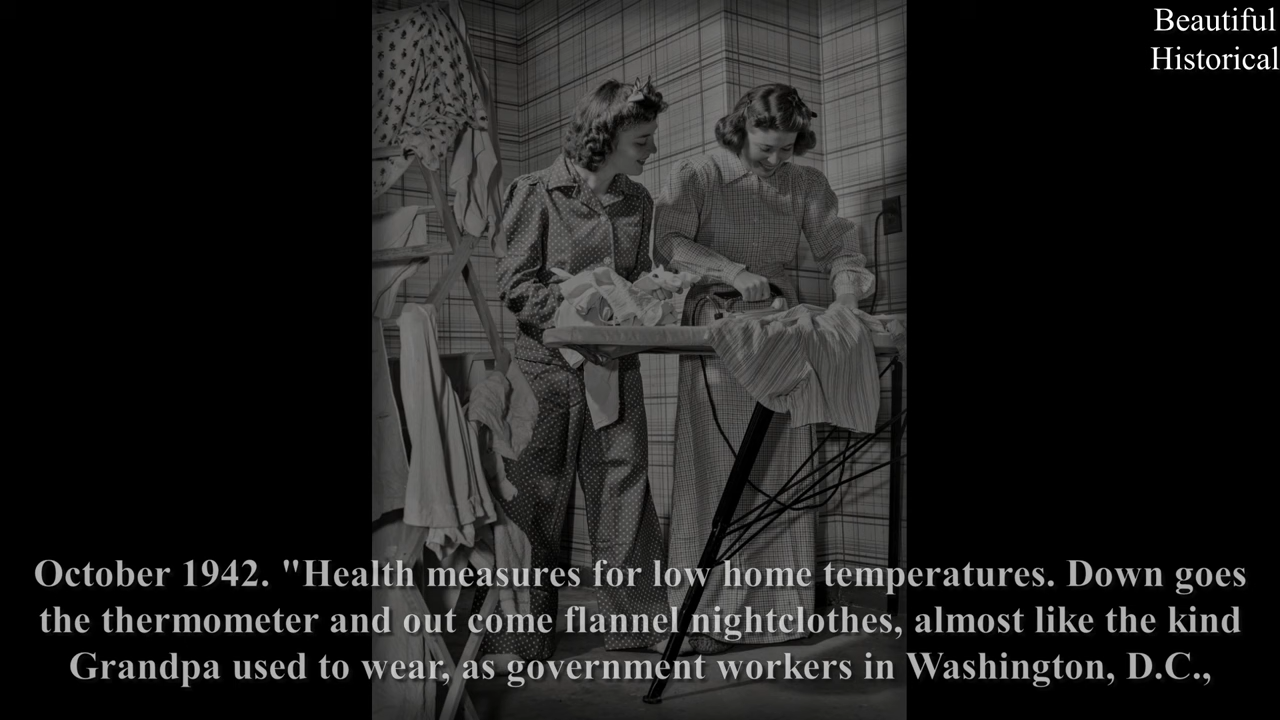 Beautiful
Historical
October 1942. "Health measures for low home temperatures. Down goes
the thermometer and out come flannel nightclothes, almost like the kind
Grandpa used to wear, as government workers in Washington, D.C.,